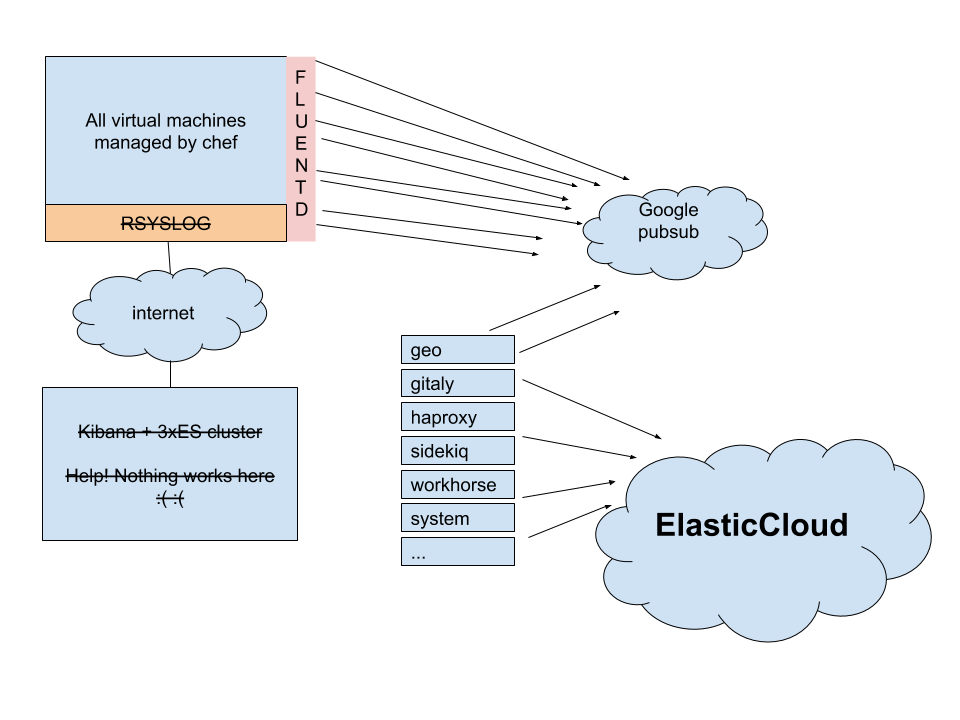 All virtual machines
managed by chef
FLUENTD
RSYSLOG
internet
Kibana + 3xES cluster
Help! Nothing works here
:( :(
Google
pubsub
geo
gitaly
haproxy
sidekiq
workhorse
system
...
ElasticCloud